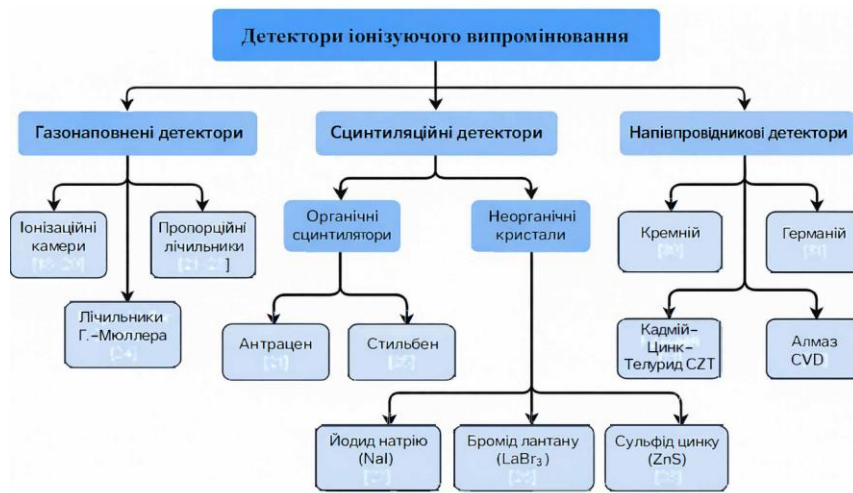 Детектори іонізуючого випромінювання
Газонаповнені детектори
Сцинтиляційні детектори
Напівпровідникові детектори
Іонізаційні
камери
Пропорційні
лічильники
]
Лічильники
Г.-Мюллера
Органічні
сцинтилятори
Неорганічні
кристали
Антрацен
Стильбен
Йодид натрію
(NaI)
Бромід лантану
(LaBr₃)
Сульфід цинку
(ZnS)
Кремній
Германій
Кадмій-
Цинк-
Телурид CZT
Алмаз
CVD